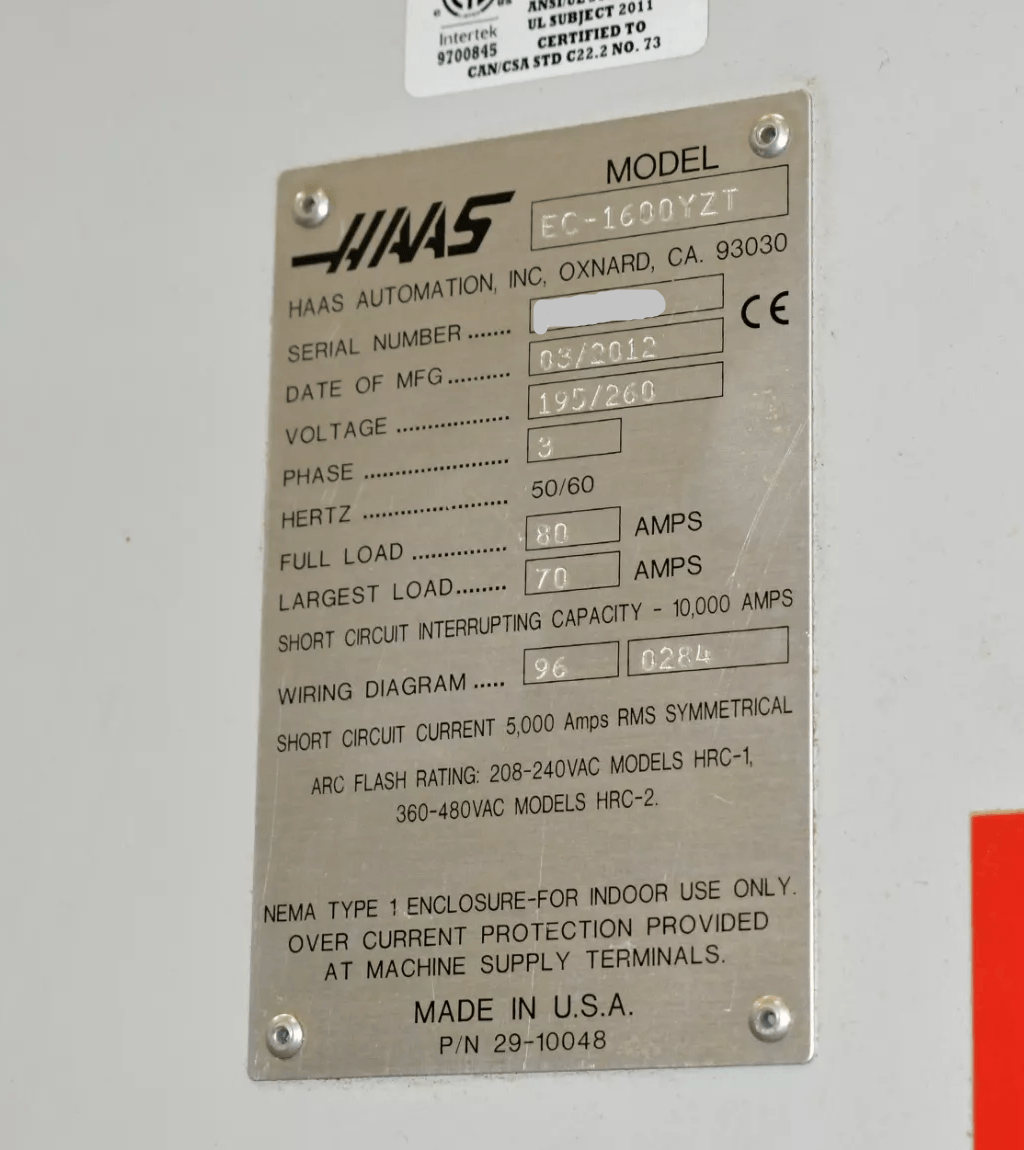 Intertek
9700845
UL SUBJECT 2011
CERTIFIED TO
CAN/CSA STD C22.2 NO. 73
HAAS
MODEL
EC-1600YZT
HAAS AUTOMATION, INC, OXNARD, CA. 93030
SERIAL NUMBER .......
CE
DATE OF MFG.......... 03/2012
VOLTAGE .................. 195/260
PHASE ....................... 3
HERTZ ....................... 50/60
FULL LOAD ............... 80 AMPS
LARGEST LOAD........ 70 AMPS
SHORT CIRCUIT INTERRUPTING CAPACITY - 10,000 AMPS
WIRING DIAGRAM ..... 96 0284
SHORT CIRCUIT CURRENT 5,000 Amps RMS SYMMETRICAL
ARC FLASH RATING: 208-240VAC MODELS HRC-1,
360-480VAC MODELS HRC-2.
NEMA TYPE 1 ENCLOSURE-FOR INDOOR USE ONLY.
OVER CURRENT PROTECTION PROVIDED
AT MACHINE SUPPLY TERMINALS.
MADE IN U.S.A.
P/N 29-10048